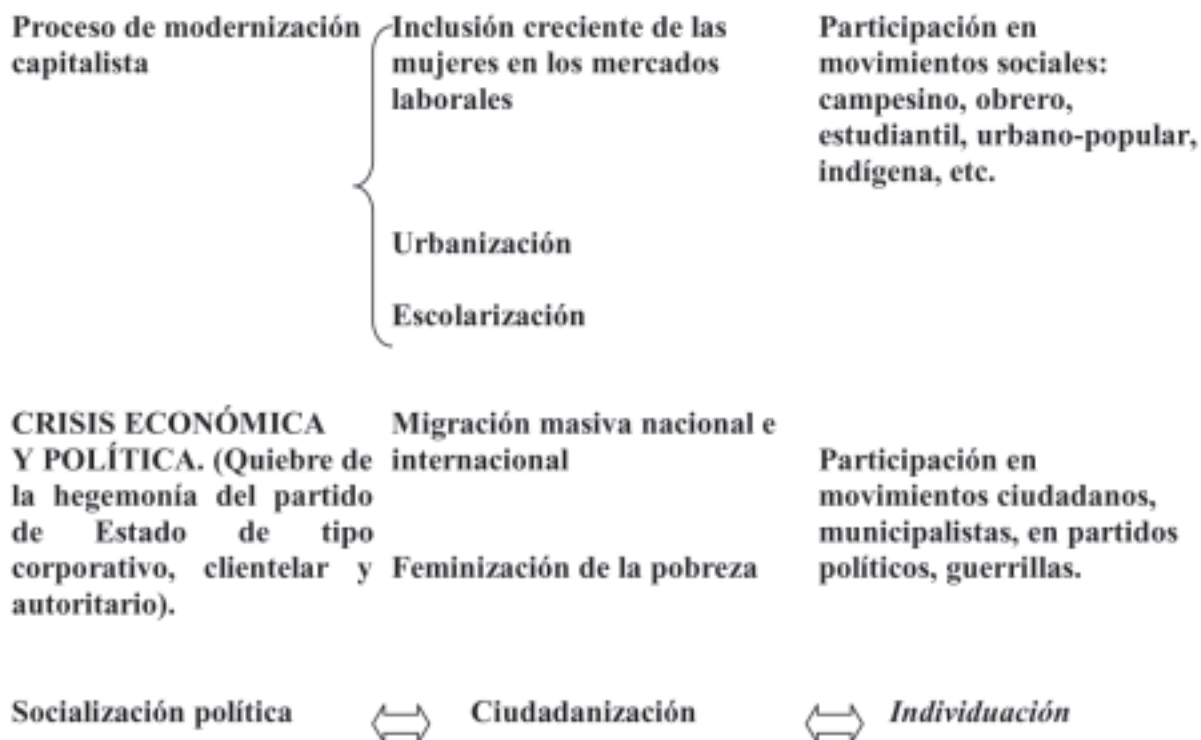 Proceso de modernización
capitalista
Inclusión creciente de las
mujeres en los mercados
laborales
Urbanización
Escolarización
Participación en
movimientos sociales:
campesino, obrero,
estudiantil, urbano-popular,
indígena, etc.
CRISIS ECONÓMICA
Y POLÍTICA. (Quiebre de
la hegemonía del partido
de Estado de tipo
corporativo, clientelar y
autoritario).
Migración masiva nacional e
internacional
Feminización de la pobreza
Participación en
movimientos ciudadanos,
municipalistas, en partidos
políticos, guerrillas.
Socialización política
Ciudadanización
Individuación